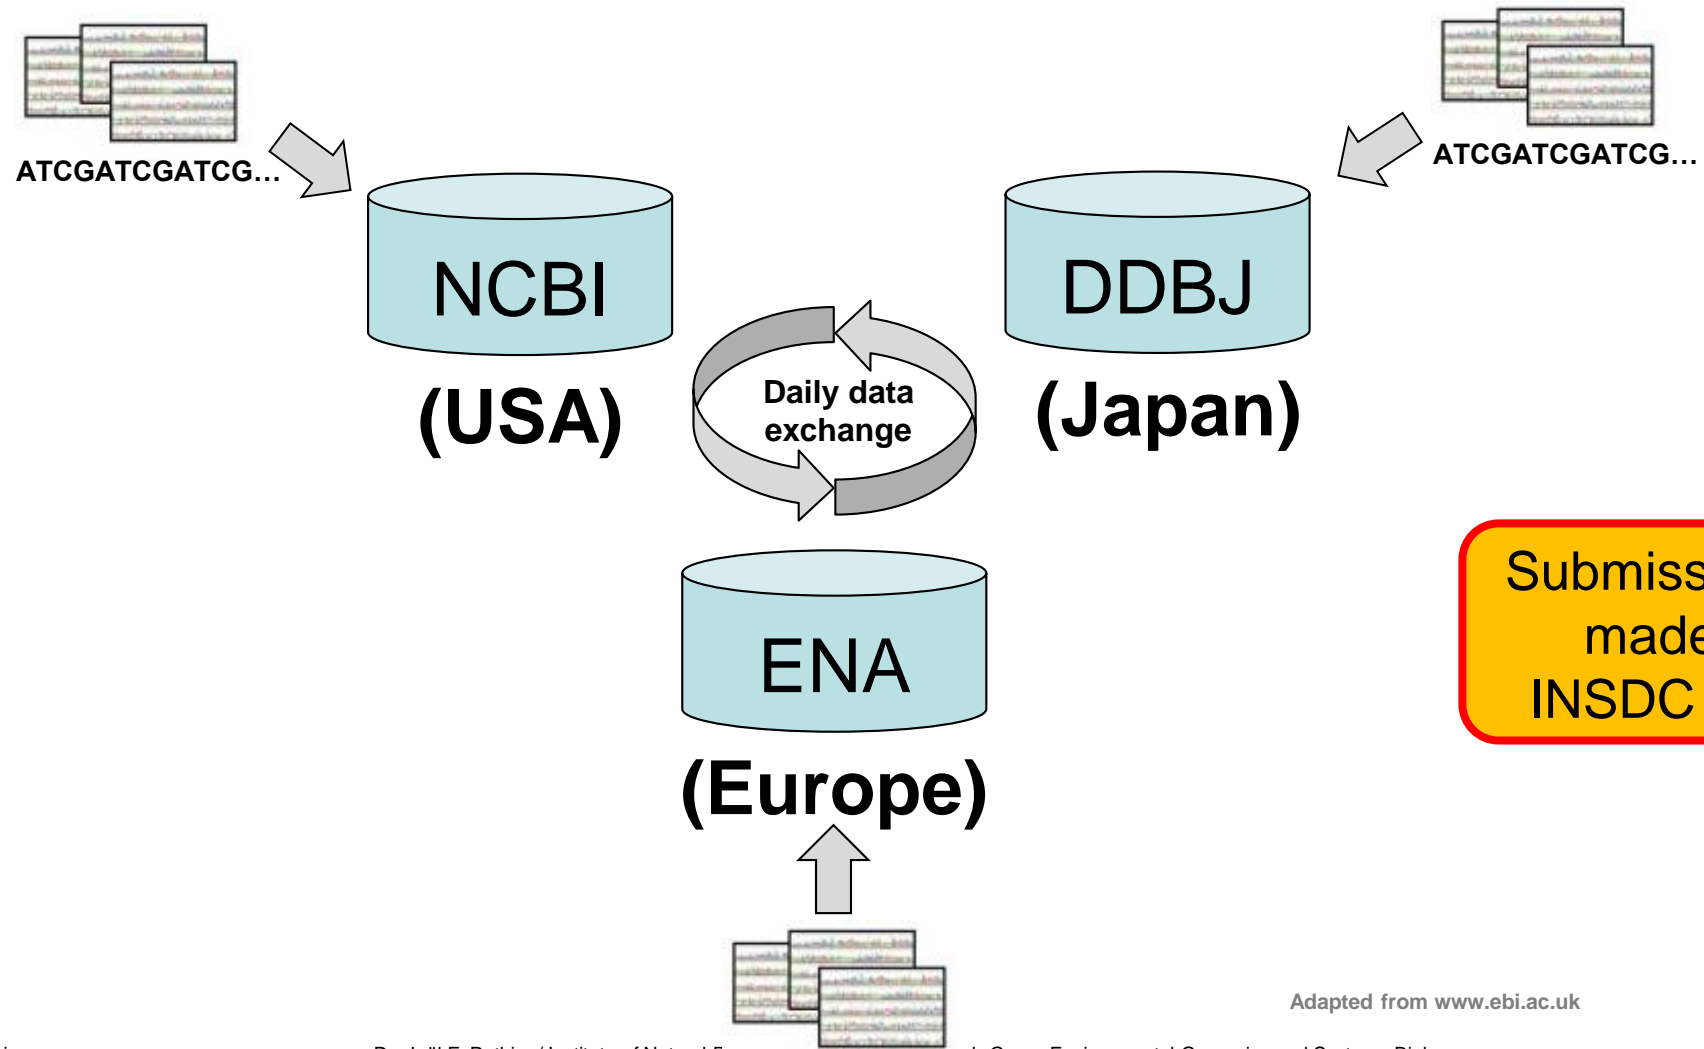 ATCGATCGATCG…
ATCGATCGATCG…
NCBI
DDBJ
(USA)
Daily data
exchange
(Japan)
ENA
Submiss
made
INSDC
(Europe)
Adapted from www.ebi.ac.uk